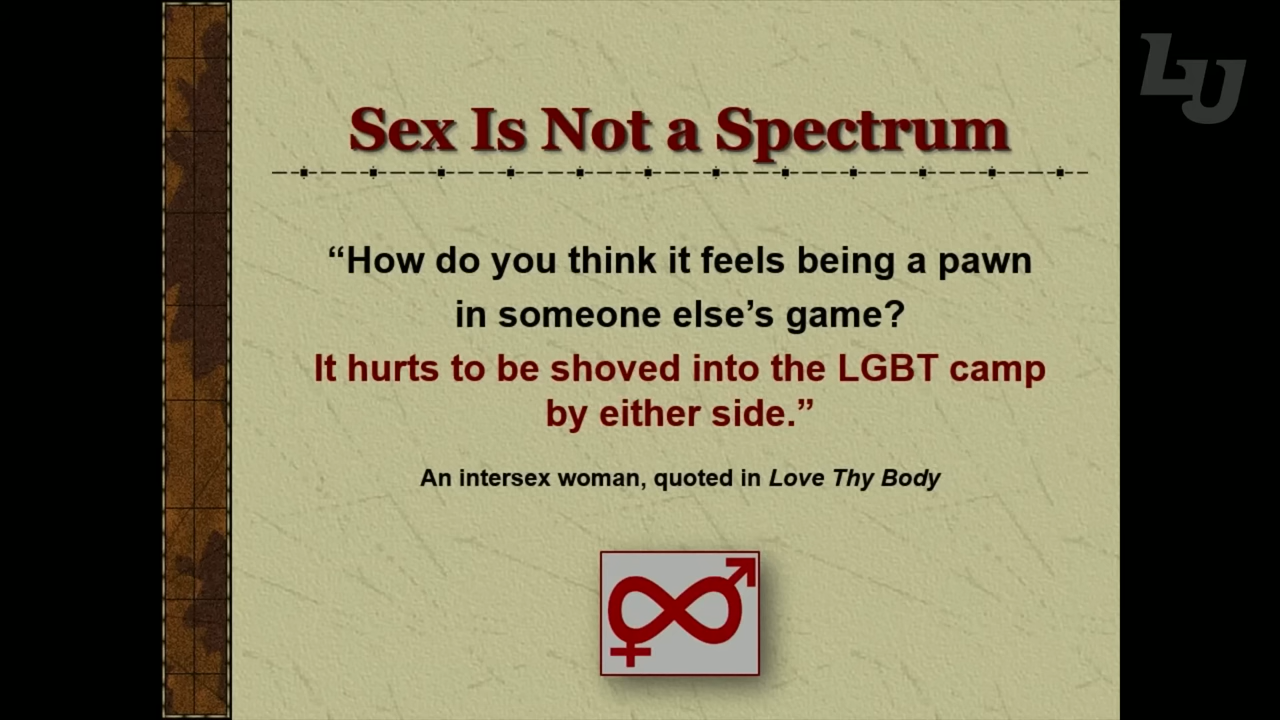 LU
Sex Is Not a Spectrum
“How do you think it feels being a pawn
in someone else’s game?
It hurts to be shoved into the LGBT camp
by either side.”
An intersex woman, quoted in Love Thy Body